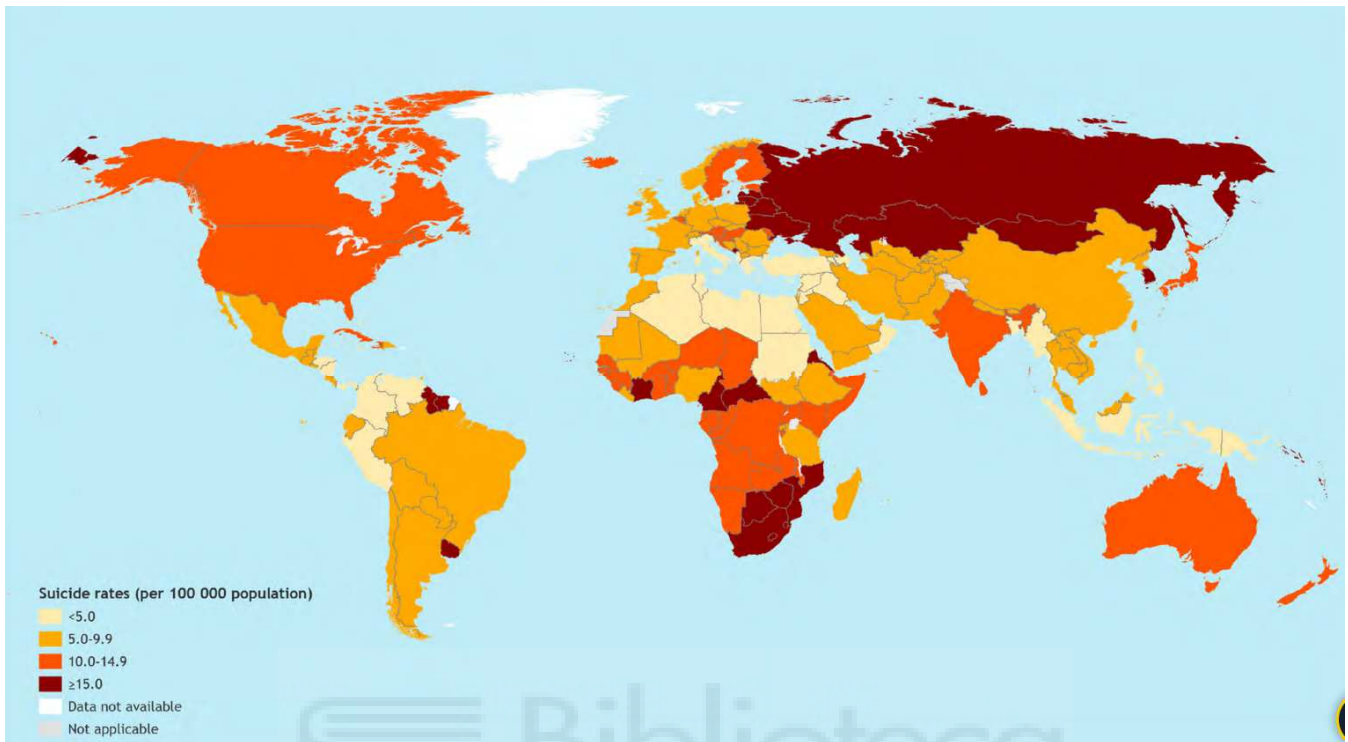 Suicide rates (per 100 000 population)
<5.0
5.0-9.9
10.0-14.9
≥15.0
Data not available
Not applicable
Biblioteca